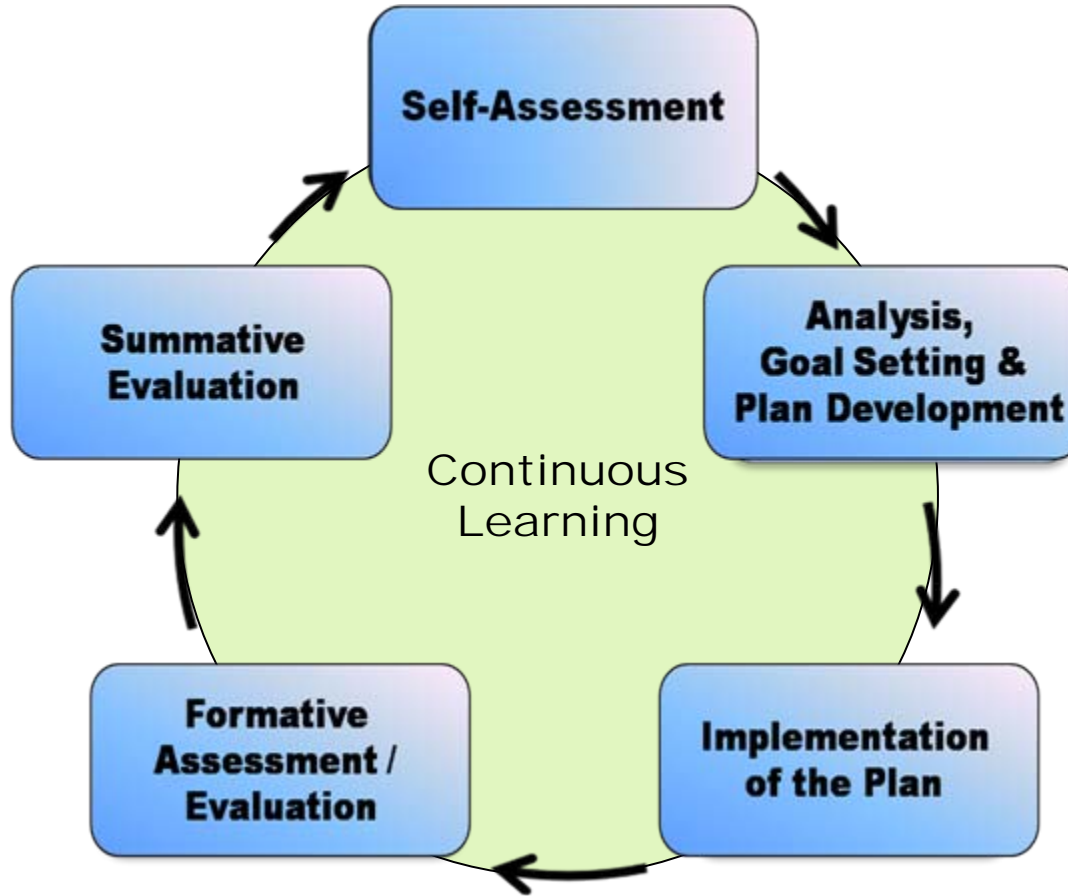 Self-Assessment
Analysis,
Goal Setting &
Plan Development
Implementation
of the Plan
Formative
Assessment /
Evaluation
Summative
Evaluation
Continuous
Learning